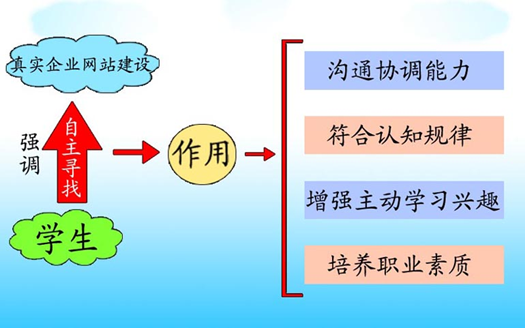 真实企业网站建设
强调
自主寻找
学生
作用
沟通协调能力
符合认知规律
增强主动学习兴趣
培养职业素质